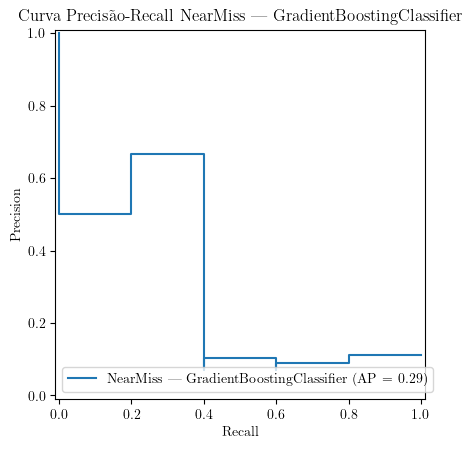 Curva Precisão-Recall NearMiss — GradientBoostingClassifier
1.0
0.8
0.6
0.4
0.2
0.0
Precision
NearMiss — GradientBoostingClassifier (AP = 0.29)
0.0 0.2 0.4 0.6 0.8 1.0
Recall